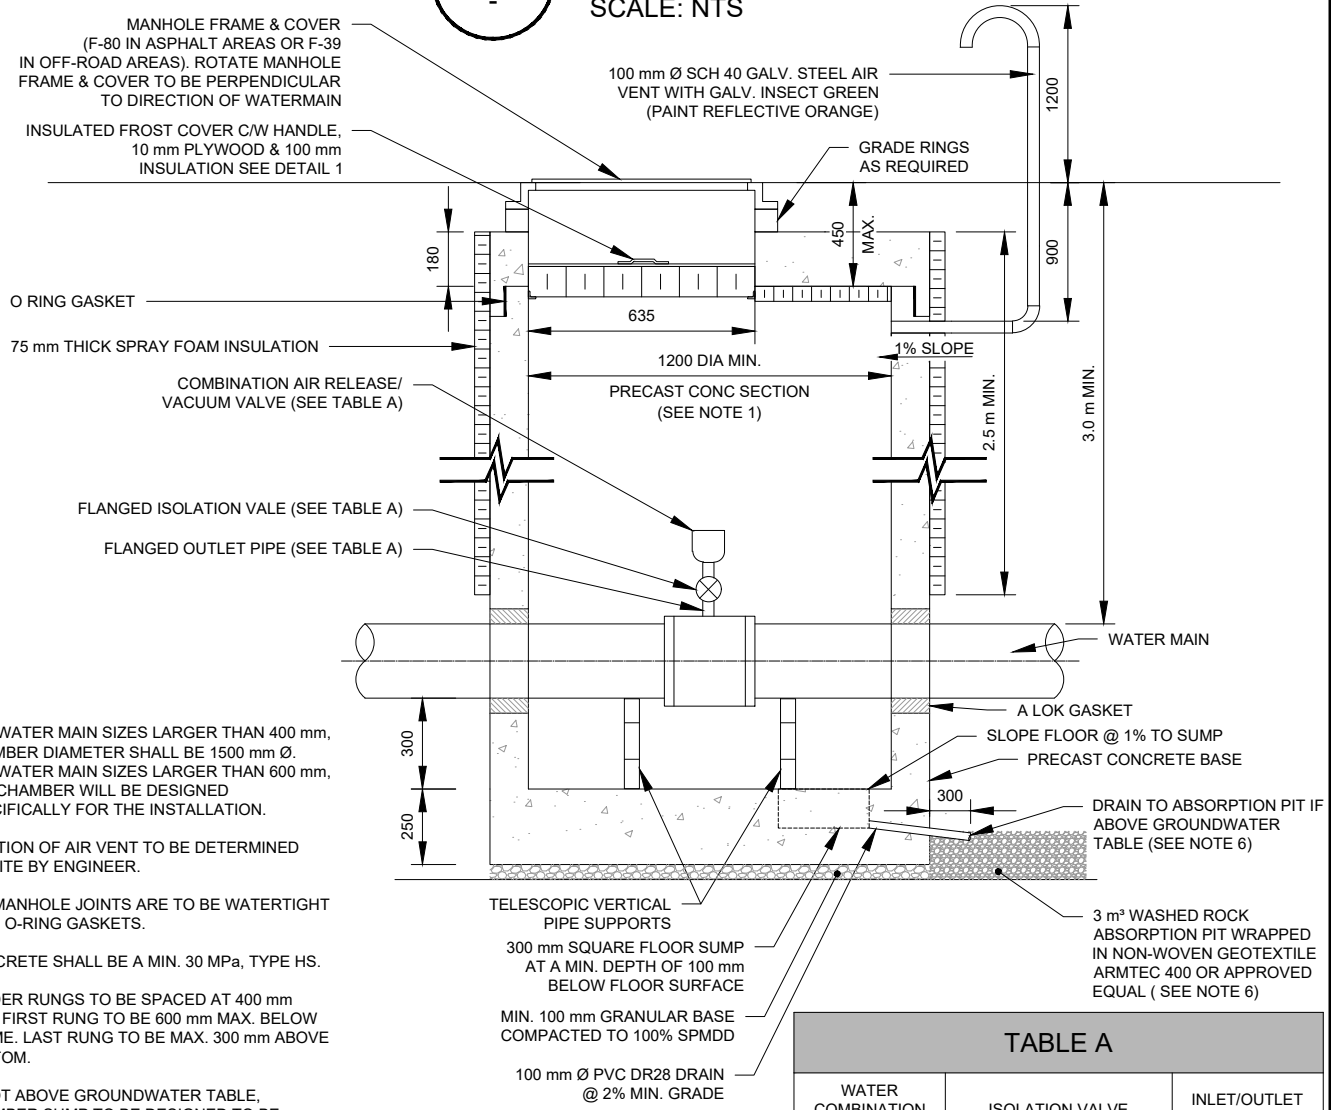 -
SCALE: NTS
MANHOLE FRAME & COVER
(F-80 IN ASPHALT AREAS OR F-39
IN OFF-ROAD AREAS). ROTATE MANHOLE
FRAME & COVER TO BE PERPENDICULAR
TO DIRECTION OF WATERMAIN
INSULATED FROST COVER C/W HANDLE,
10 mm PLYWOOD & 100 mm
INSULATION SEE DETAIL 1
100 mm Ø SCH 40 GALV. STEEL AIR
VENT WITH GALV. INSECT GREEN
(PAINT REFLECTIVE ORANGE)
GRADE RINGS
AS REQUIRED
1200
900
450
MAX.
180
O RING GASKET
75 mm THICK SPRAY FOAM INSULATION
COMBINATION AIR RELEASE/
VACUUM VALVE (SEE TABLE A)
635
1200 DIA MIN.
PRECAST CONC SECTION
(SEE NOTE 1)
1% SLOPE
2.5 m MIN.
3.0 m MIN.
FLANGED ISOLATION VALE (SEE TABLE A)
FLANGED OUTLET PIPE (SEE TABLE A)
WATER MAIN
A LOK GASKET
SLOPE FLOOR @ 1% TO SUMP
PRECAST CONCRETE BASE
300
300
250
DRAIN TO ABSORPTION PIT IF
ABOVE GROUNDWATER
TABLE (SEE NOTE 6)
3 m³ WASHED ROCK
ABSORPTION PIT WRAPPED
IN NON-WOVEN GEOTEXTILE
ARMTEC 400 OR APPROVED
EQUAL ( SEE NOTE 6)
TELESCOPIC VERTICAL
PIPE SUPPORTS
300 mm SQUARE FLOOR SUMP
AT A MIN. DEPTH OF 100 mm
BELOW FLOOR SURFACE
MIN. 100 mm GRANULAR BASE
COMPACTED TO 100% SPMDD
100 mm Ø PVC DR28 DRAIN
@ 2% MIN. GRADE
WATER MAIN SIZES LARGER THAN 400 mm,
MBER DIAMETER SHALL BE 1500 mm Ø.
WATER MAIN SIZES LARGER THAN 600 mm,
CHAMBER WILL BE DESIGNED
CIFICALLY FOR THE INSTALLATION.
TION OF AIR VENT TO BE DETERMINED
ITE BY ENGINEER.
MANHOLE JOINTS ARE TO BE WATERTIGHT
O-RING GASKETS.
CRETE SHALL BE A MIN. 30 MPa, TYPE HS.
DER RUNGS TO BE SPACED AT 400 mm
FIRST RUNG TO BE 600 mm MAX. BELOW
ME. LAST RUNG TO BE MAX. 300 mm ABOVE
TOM.
OT ABOVE GROUNDWATER TABLE,
MBER SUMP TO BE DESIGNED TO BE
TABLE A
WATER
COMBINATION
ISOLATION VALVE
INLET/OUTLET